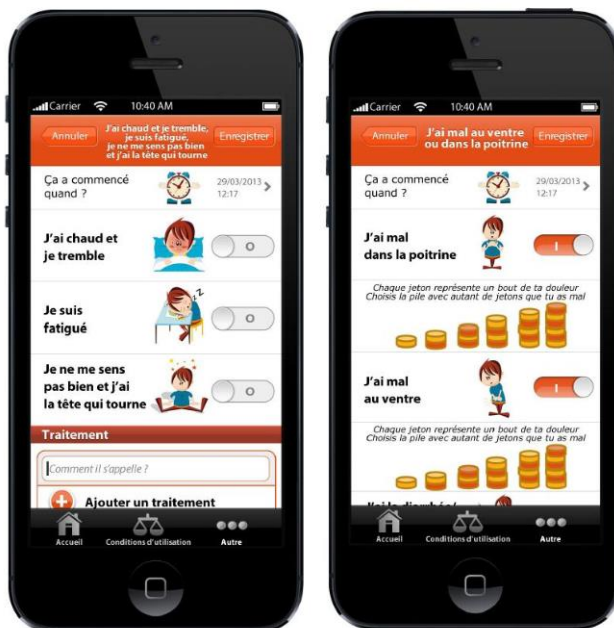 Carrier 10:40 AM
Annuler
J'ai chaud et je tremble,
je suis fatigué,
je ne me sens pas bien
et j'ai la tête qui tourne
Enregistrer
Ça a commencé
quand ?
29/03/2013
12:17
J'ai chaud et
je tremble
O
Je suis
fatigué
O
Je ne me sens
pas bien et j'ai
la tête qui tourne
O
Traitement
Comment il s'appelle ?
Ajouter un traitement
Accueil
Conditions d'utilisation
Autre
Carrier 10:40 AM
Annuler
J'ai mal au ventre
ou dans la poitrine
Enregistrer
Ça a commencé
quand ?
29/03/2013
12:17
J'ai mal
dans la poitrine
I
Chaque jeton représente un bout de ta douleur
Choisis la pile avec autant de jetons que tu as mal
J'ai mal
au ventre
I
Chaque jeton représente un bout de ta douleur
Choisis la pile avec autant de jetons que tu as mal
J'ai la diarrhée/
Accueil
Conditions d'utilisation
Autre